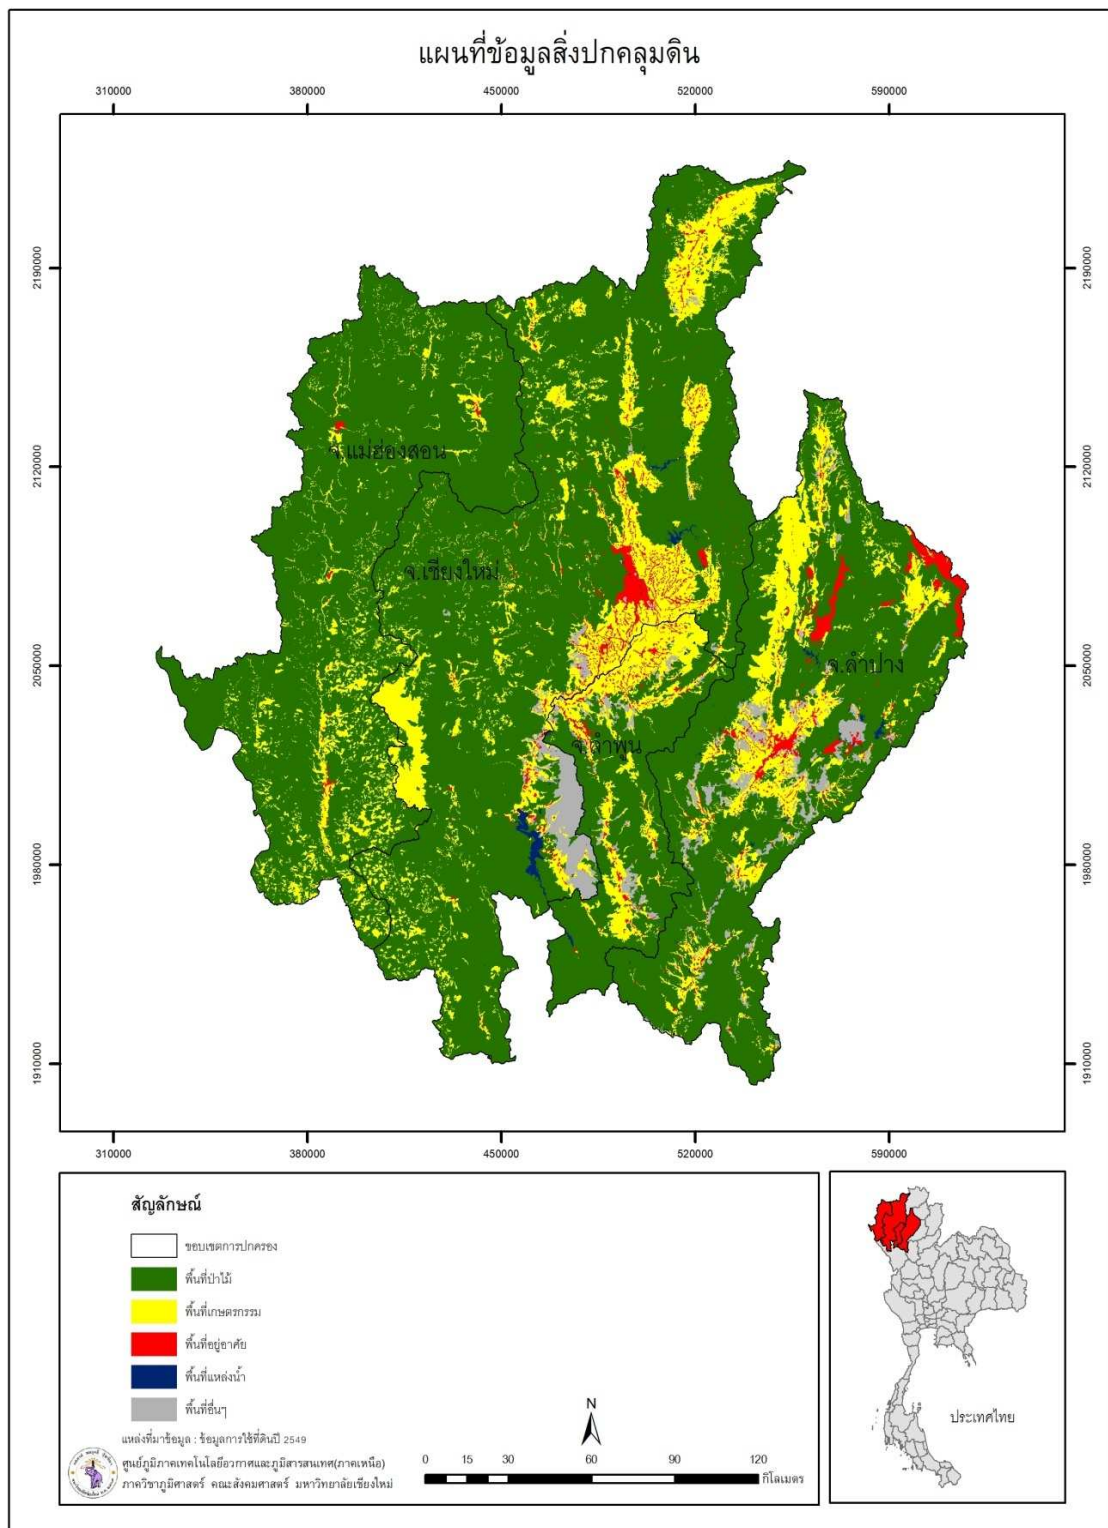 แผนที่ข้อมูลสิ่งปกคลุมดิน
310000 380000 450000 520000 590000
2190000 2190000
2120000 2120000
จ.แม่ฮ่องสอน
จ.เชียงใหม่
2050000 2050000
จ.ลำปาง
จ.ลำพูน
1980000 1980000
1910000 1910000
310000 380000 450000 520000 590000
สัญลักษณ์
ขอบเขตการปกครอง
พื้นที่ป่าไม้
พื้นที่เกษตรกรรม
พื้นที่อยู่อาศัย
พื้นที่แหล่งน้ำ
พื้นที่อื่นๆ
แหล่งที่มาข้อมูล : ข้อมูลการใช้ที่ดินปี 2549
ศูนย์ภูมิภาคเทคโนโลยีอวกาศและภูมิสารสนเทศ(ภาคเหนือ)
ภาควิชาภูมิศาสตร์ คณะสังคมศาสตร์ มหาวิทยาลัยเชียงใหม่
N
0 15 30 60 90 120
กิโลเมตร
ประเทศไทย